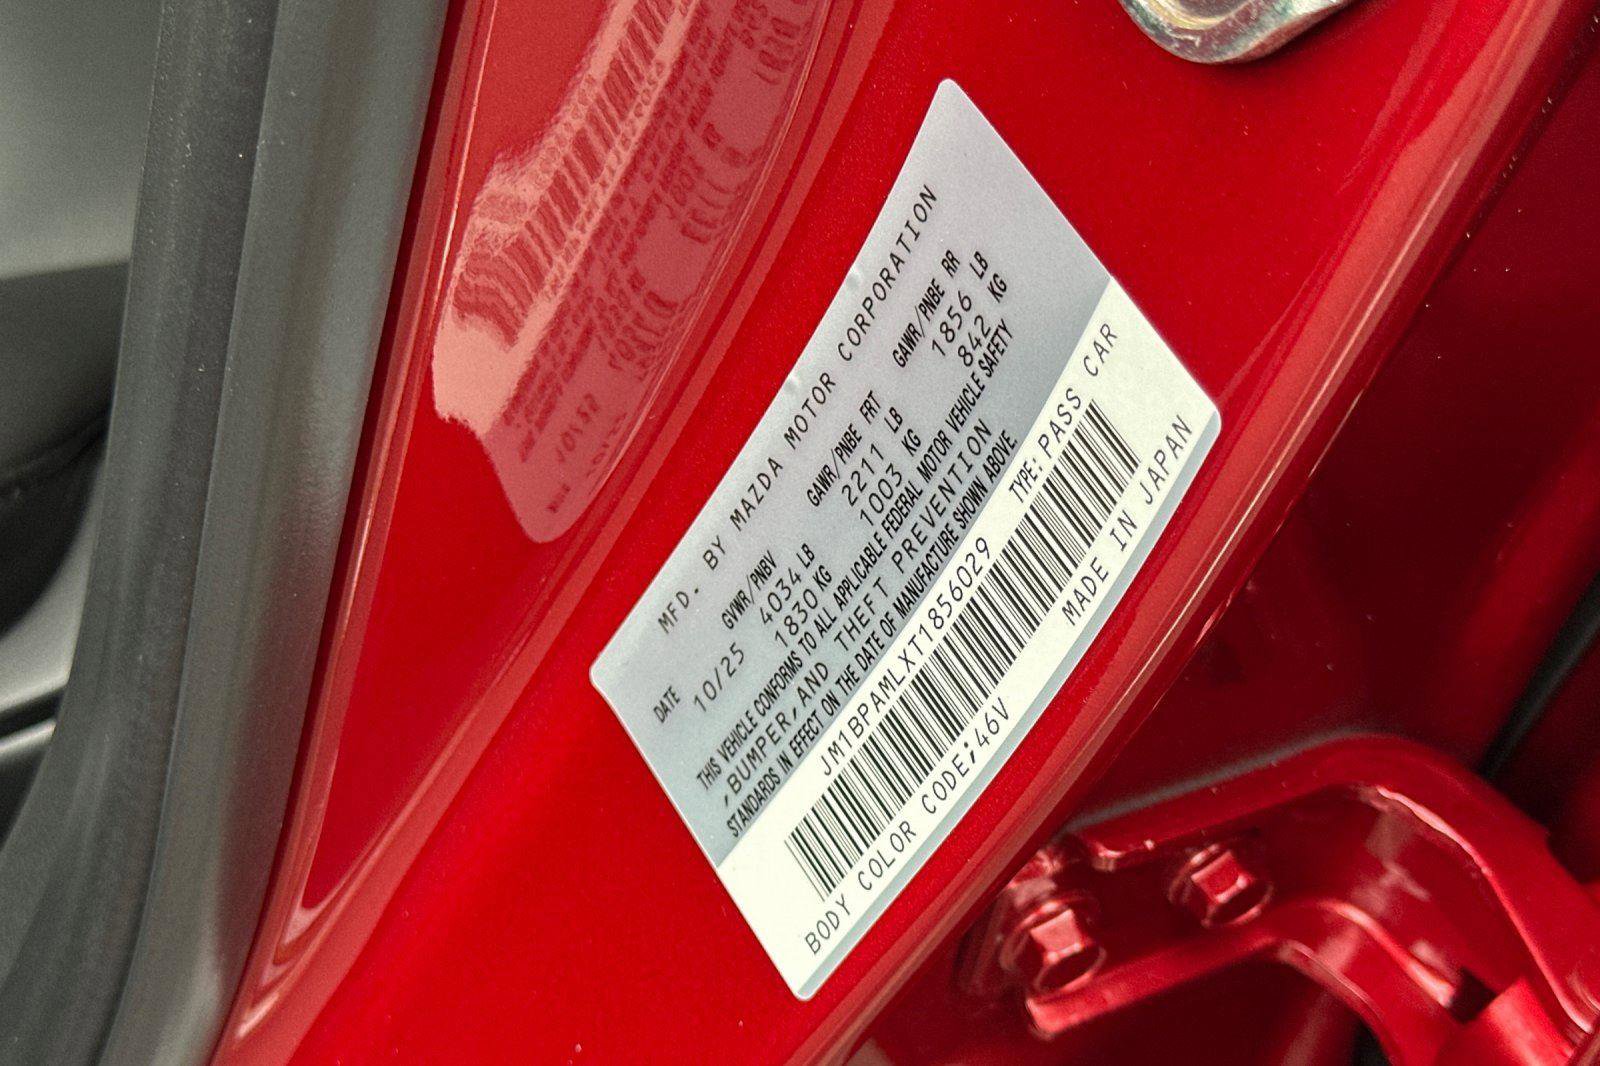 MFD. BY MAZDA MOTOR CORPORATION
DATE GVWR/PNBV GAWR/PNBE FRT GAWR/PNBE RR
10/25 4034 LB 2211 LB 1856 LB
1830 KG 1003 KG 842 KG
THIS VEHICLE CONFORMS TO ALL APPLICABLE FEDERAL MOTOR VEHICLE SAFETY
,BUMPER, AND THEFT PREVENTION
STANDARDS IN EFFECT ON THE DATE OF MANUFACTURE SHOWN ABOVE.
JM1BPAMLXT1856029 TYPE: PASS CAR
BODY COLOR CODE;46V MADE IN JAPAN